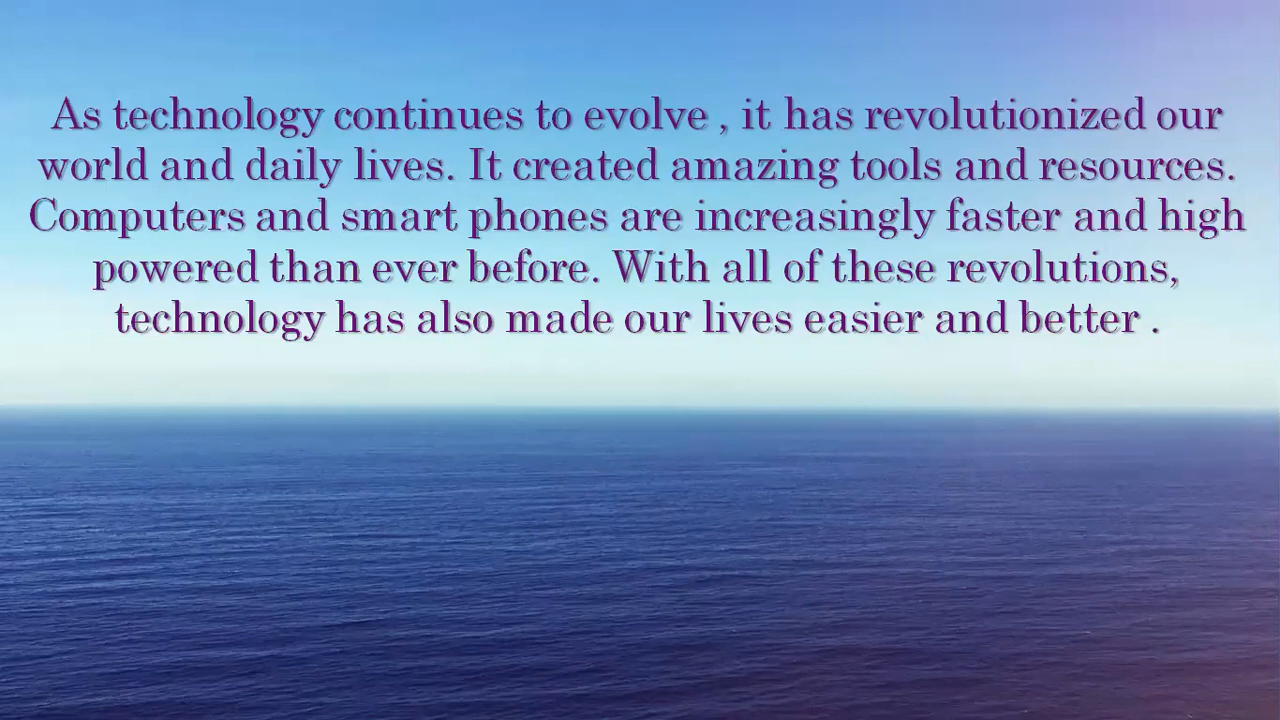 As technology continues to evolve , it has revolutionized our
world and daily lives. It created amazing tools and resources.
Computers and smart phones are increasingly faster and high
powered than ever before. With all of these revolutions,
technology has also made our lives easier and better .